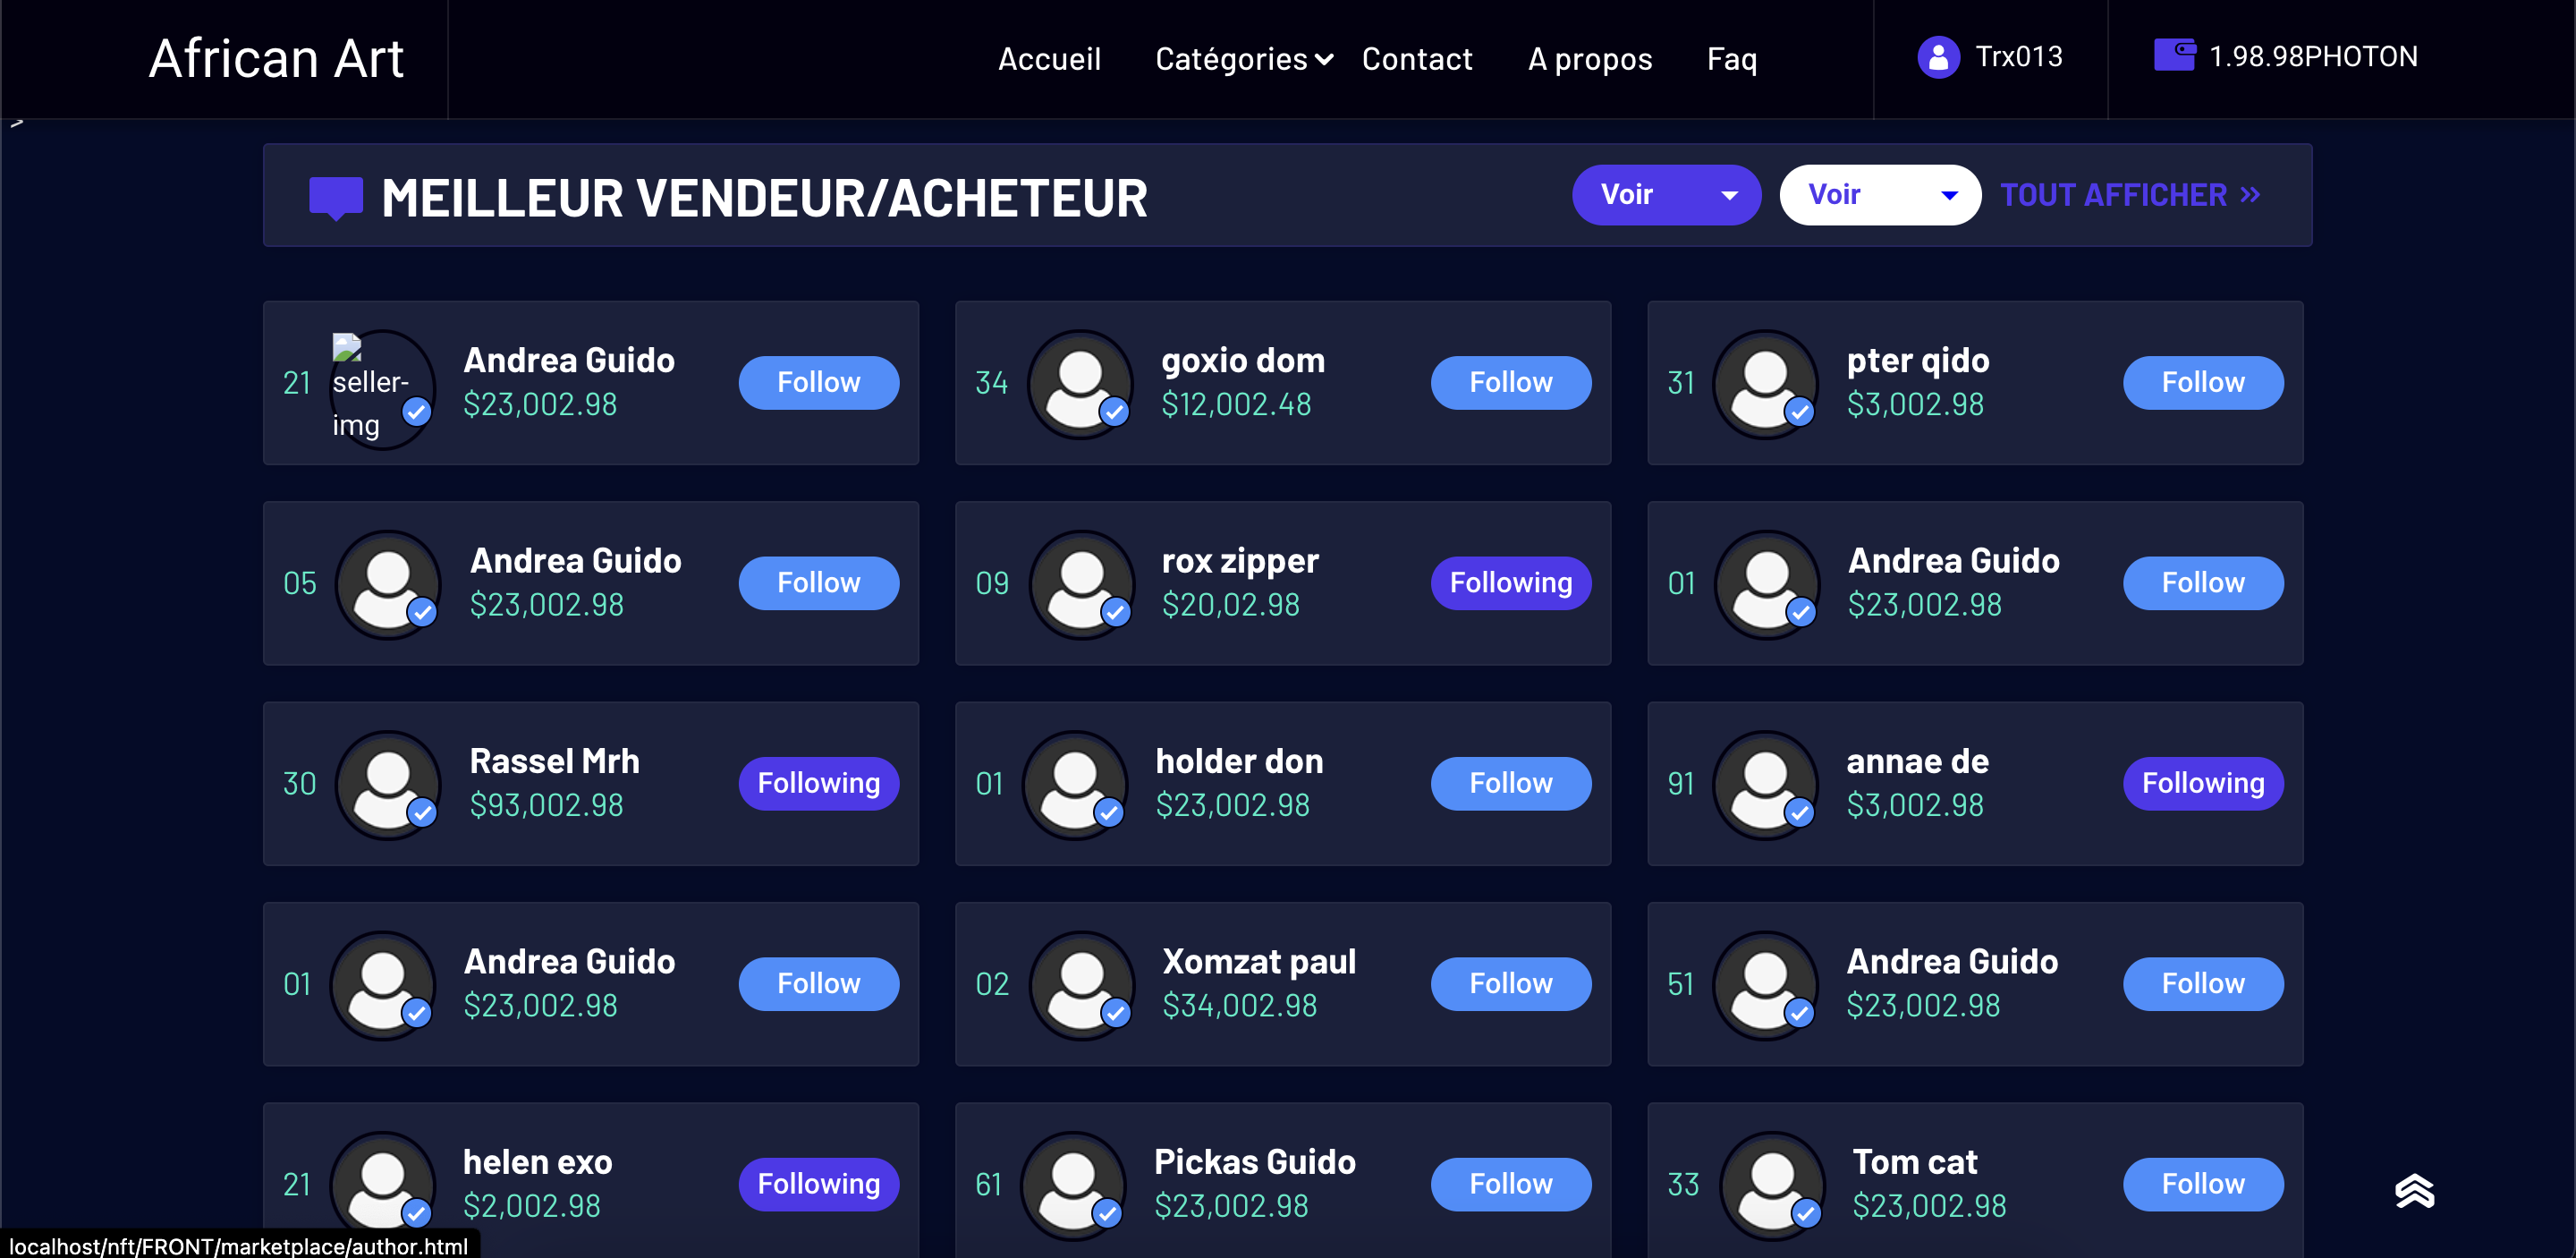 African Art
Accueil
Catégories
Contact
A propos
Faq
Trx013
1.98.98PHOTON
>
MEILLEUR VENDEUR/ACHETEUR
Voir
Voir
TOUT AFFICHER »
21
seller-
img
Andrea Guido
$23,002.98
Follow
34
goxio dom
$12,002.48
Follow
31
pter qido
$3,002.98
Follow
05
Andrea Guido
$23,002.98
Follow
09
rox zipper
$20,02.98
Following
01
Andrea Guido
$23,002.98
Follow
30
Rassel Mrh
$93,002.98
Following
01
holder don
$23,002.98
Follow
91
annae de
$3,002.98
Following
01
Andrea Guido
$23,002.98
Follow
02
Xomzat paul
$34,002.98
Follow
51
Andrea Guido
$23,002.98
Follow
21
helen exo
$2,002.98
Following
61
Pickas Guido
$23,002.98
Follow
33
Tom cat
$23,002.98
Follow
localhost/nft/FRONT/marketplace/author.html